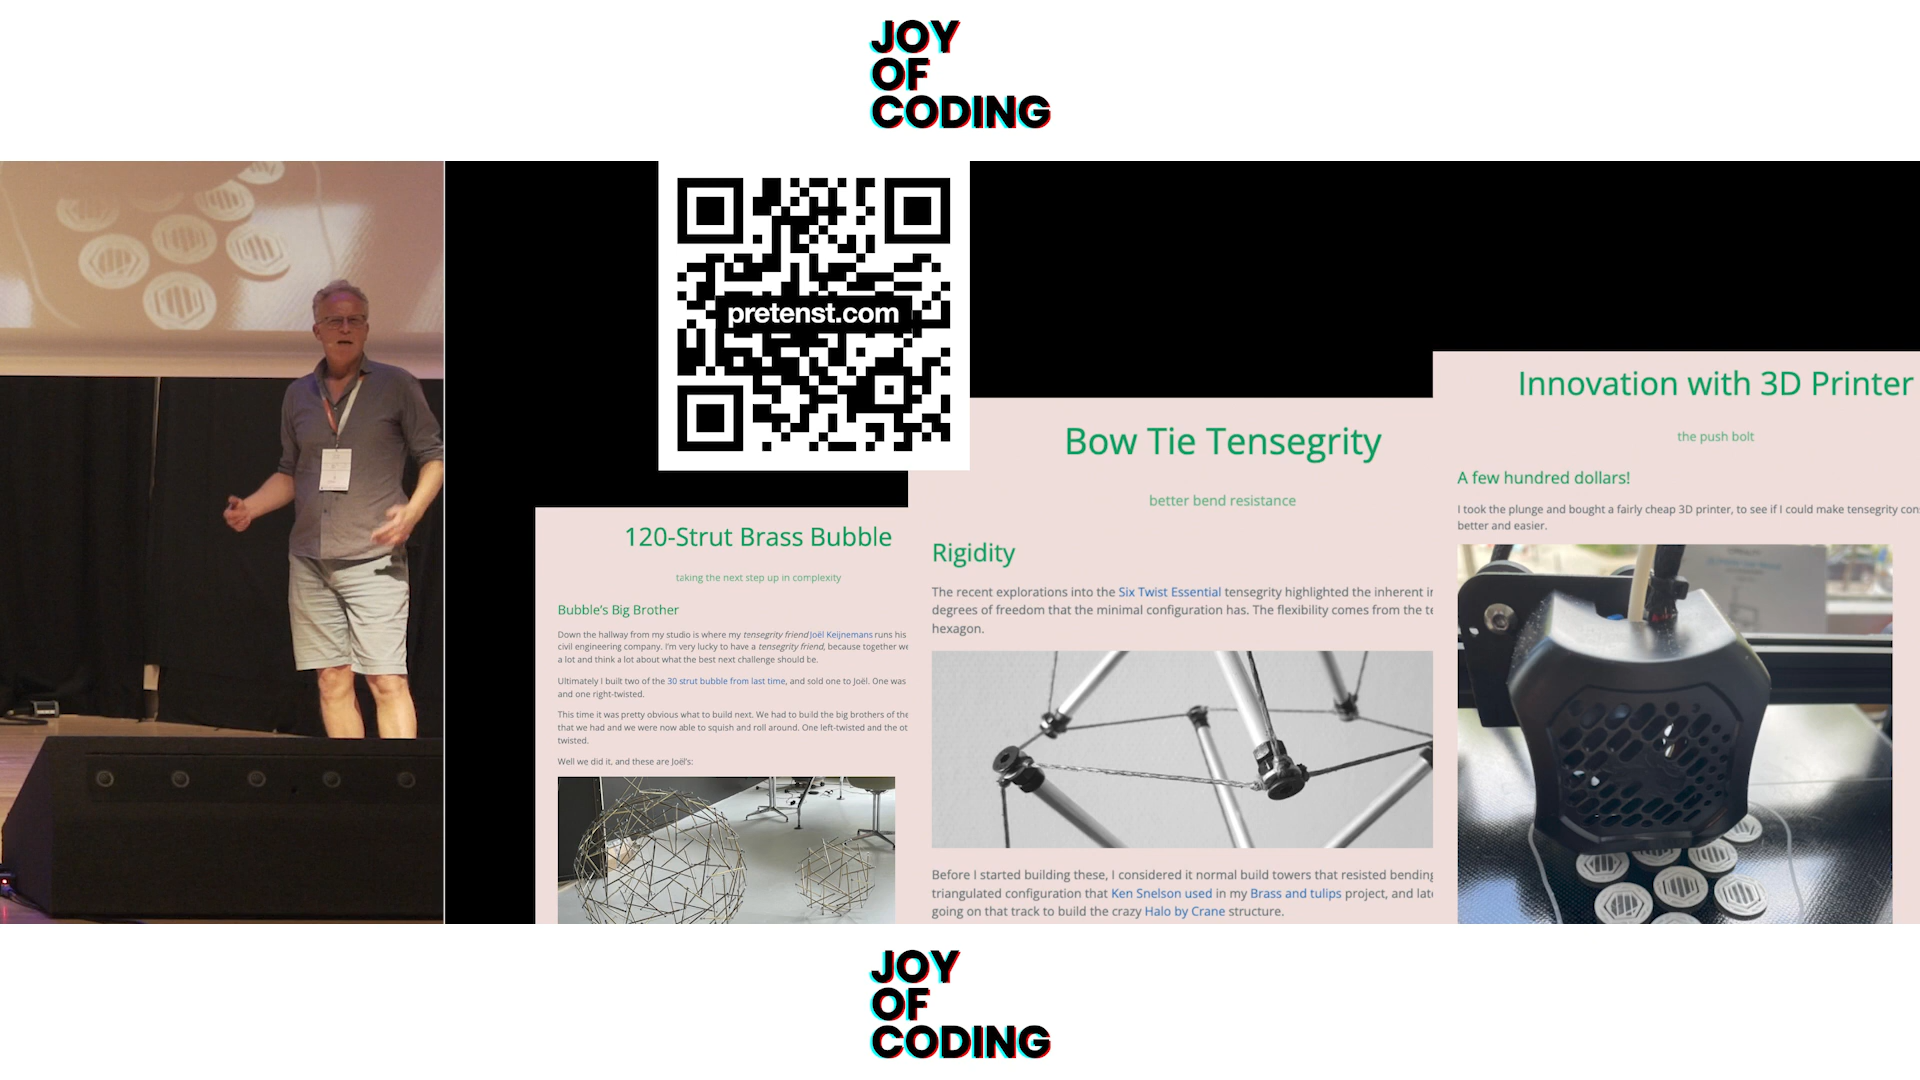 JOY
OF
CODING
pretenst.com
120-Strut Brass Bubble
taking the next step up in complexity
Bubble's Big Brother
Down the hallway from my studio is where my tensegrity friend Joël Keijnemans runs his
civil engineering company. I'm very lucky to have a tensegrity friend, because together we
a lot and think a lot about what the best next challenge should be.
Ultimately I built two of the 30 strut bubble from last time, and sold one to Joël. One was
and one right-twisted.
This time it was pretty obvious what to build next. We had to build the big brothers of the
that we had and we were now able to squish and roll around. One left-twisted and the ot
twisted.
Well we did it, and these are Joël's:
Bow Tie Tensegrity
better bend resistance
Rigidity
The recent explorations into the Six Twist Essential tensegrity highlighted the inherent in
degrees of freedom that the minimal configuration has. The flexibility comes from the te
hexagon.
Before I started building these, I considered it normal build towers that resisted bending
triangulated configuration that Ken Snelson used in my Brass and tulips project, and late
going on that track to build the crazy Halo by Crane structure.
Innovation with 3D Printer
the push bolt
A few hundred dollars!
I took the plunge and bought a fairly cheap 3D printer, to see if I could make tensegrity con
better and easier.
JOY
OF
CODING